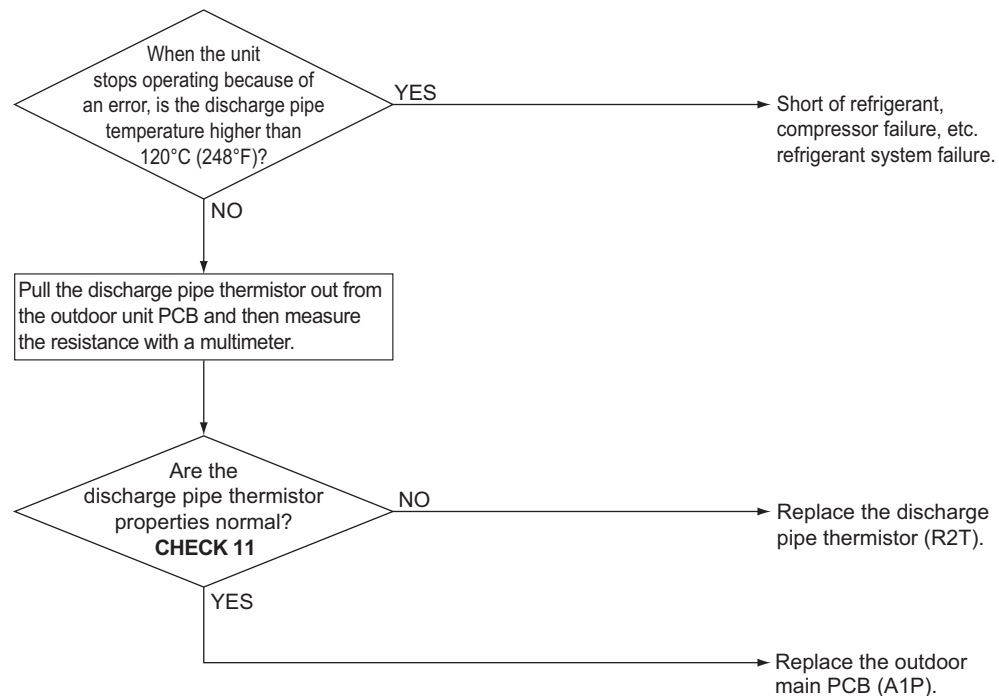 When the unit
stops operating because of
an error, is the discharge pipe
temperature higher than
120°C (248°F)?
YES
Short of refrigerant,
compressor failure, etc.
refrigerant system failure.
NO
Pull the discharge pipe thermistor out from
the outdoor unit PCB and then measure
the resistance with a multimeter.
Are the
discharge pipe thermistor
properties normal?
CHECK 11
NO
Replace the discharge
pipe thermistor (R2T).
YES
Replace the outdoor
main PCB (A1P).